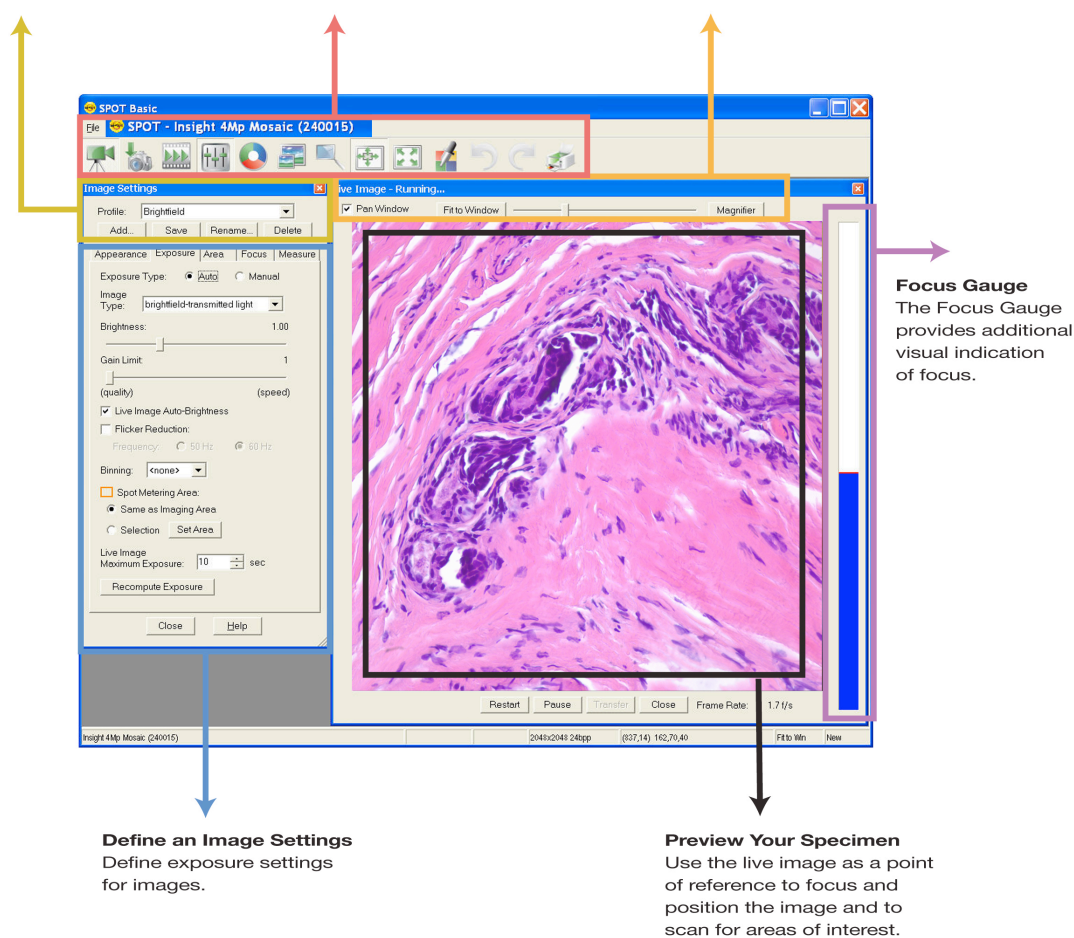 SPOT Basic
File
SPOT - Insight 4Mp Mosaic (240015)
Image Settings
Profile: Brightfield
Add... Save Rename... Delete
Appearance Exposure Area Focus Measure
Exposure Type: Auto Manual
Image
Type: brightfield-transmitted light
Brightness: 1.00
Gain Limit: 1
(quality) (speed)
Live Image Auto-Brightness
Flicker Reduction:
Frequency: 50 Hz 60 Hz
Binning: <none>
Spot Metering Area:
Same as Imaging Area
Selection Set Area
Live Image
Maximum Exposure: 10 sec
Recompute Exposure
Close Help
ive Image - Running...
Pan Window Fit to Window Magnifier
Restart Pause Transfer Close Frame Rate: 1.7 f/s
Insight 4Mp Mosaic (240015) 2048x2048 24bpp (837,14) 162,70,40 Fit to Win New
Focus Gauge
The Focus Gauge
provides additional
visual indication
of focus.
Define an Image Settings
Define exposure settings
for images.
Preview Your Specimen
Use the live image as a point
of reference to focus and
position the image and to
scan for areas of interest.